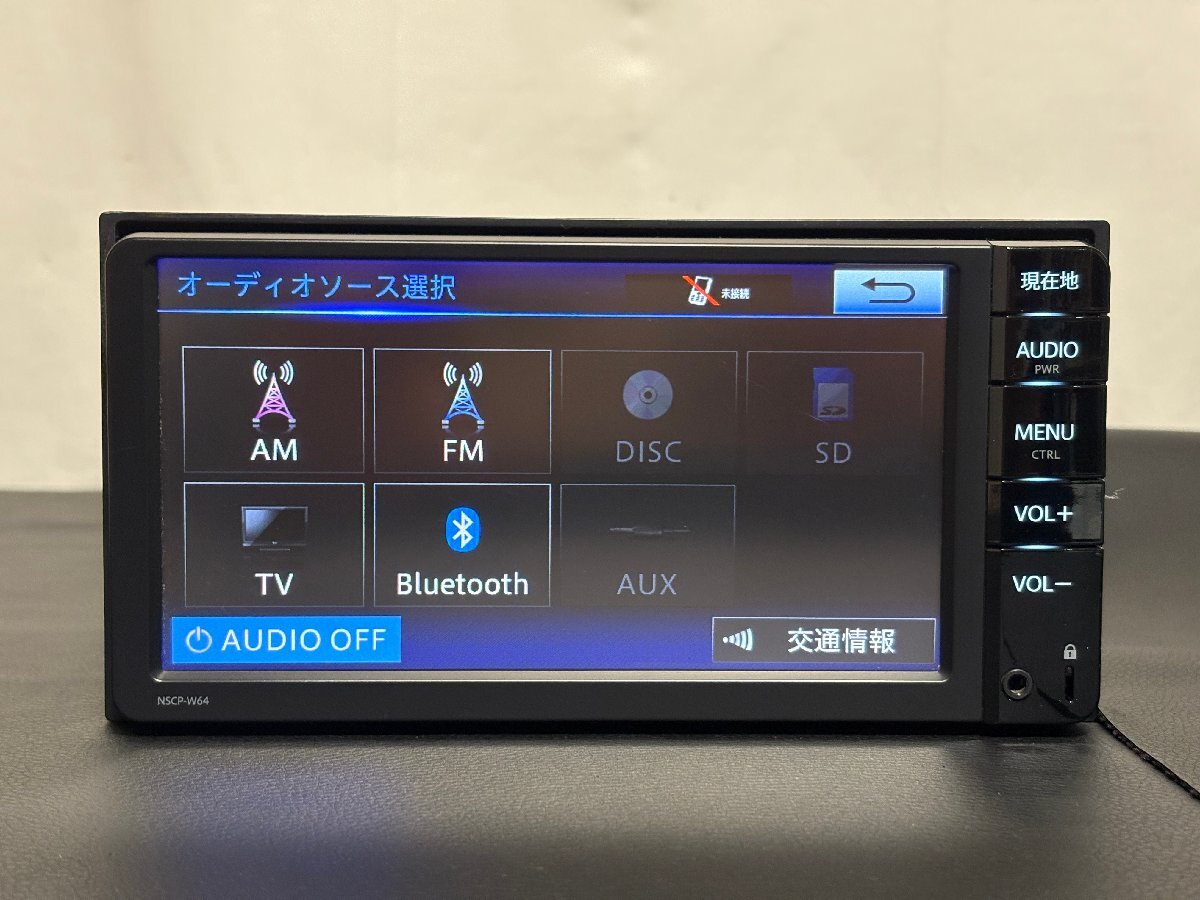 オーディオソース選択
未接続
AM
FM
DISC
SD
TV
Bluetooth
AUX
AUDIO OFF
交通情報
NSCP-W64
現在地
AUDIO
PWR
MENU
CTRL
VOL+
VOL-